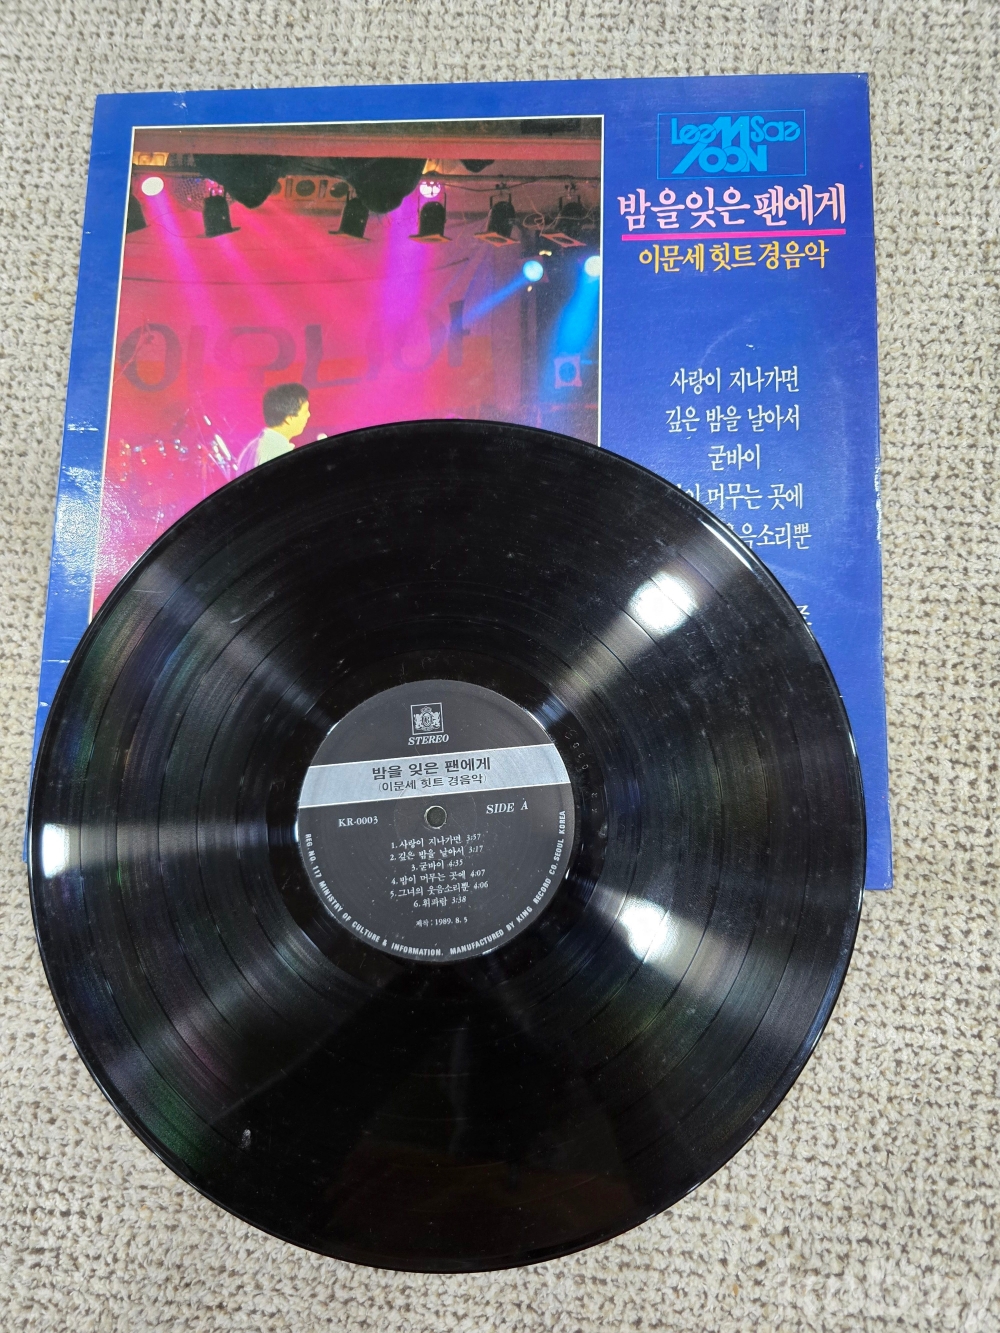 Lee Moon Sae
밤을잊은 팬에게
이문세 힛트 경음악
사랑이 지나가면
깊은 밤을 날아서
굳바이
머무는 곳에
음소리뿐
STEREO
밤을 잊은 팬에게
(이문세 힛트 경음악)
KR-0003
SIDE A
1.사랑이 지나가면 3:57
2.깊은 밤을 날아서 3:17
3.굳바이 4:35
4.밤이 머무는 곳에 4:07
5.그녀의 웃음소리뿐 4:06
6.휘파람 3:38
제작:1989. 8. 5
REG.NO. 113 MINISTRY OF CULTURE & INFORMATION. MANUFACTURED BY KING RECORD CO. SEOUL. KOREA